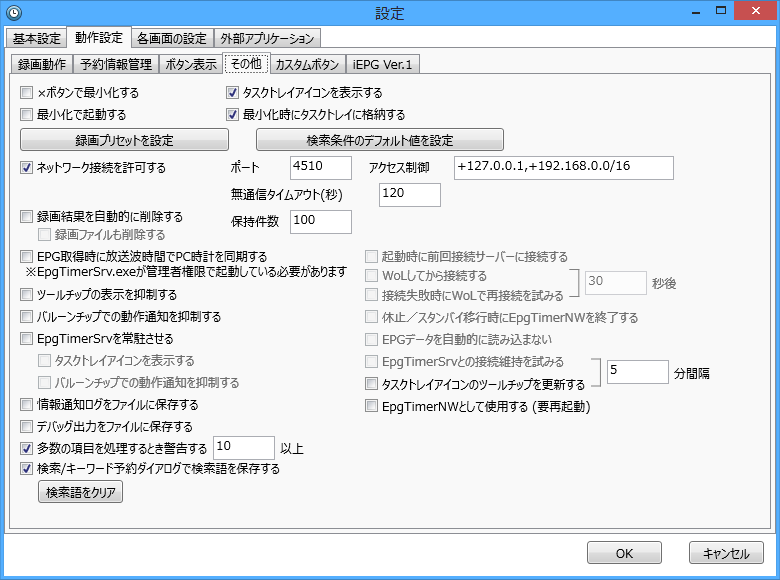 設定
基本設定 動作設定 各画面の設定 外部アプリケーション
録画動作 予約情報管理 ボタン表示 その他 カスタムボタン iEPG Ver.1
×ボタンで最小化する タスクトレイアイコンを表示する
最小化で起動する 最小化時にタスクトレイに格納する
録画プリセットを設定 検索条件のデフォルト値を設定
ネットワーク接続を許可する ポート 4510 アクセス制御 +127.0.0.1,+192.168.0.0/16
無通信タイムアウト(秒) 120
録画結果を自動的に削除する 保持件数 100
録画ファイルも削除する
EPG取得時に放送波時間でPC時計を同期する 起動時に前回接続サーバーに接続する
※EpgTimerSrv.exeが管理者権限で起動している必要があります WoLしてから接続する 30 秒後
ツールチップの表示を抑制する 接続失敗時にWoLで再接続を試みる
バルーンチップでの動作通知を抑制する 休止/スタンバイ移行時にEpgTimerNWを終了する
EpgTimerSrvを常駐させる EPGデータを自動的に読み込まない
タスクトレイアイコンを表示する EpgTimerSrvとの接続維持を試みる 5 分間隔
バルーンチップでの動作通知を抑制する タスクトレイアイコンのツールチップを更新する
情報通知ログをファイルに保存する EpgTimerNWとして使用する (要再起動)
デバッグ出力をファイルに保存する
多数の項目を処理するとき警告する 10 以上
検索/キーワード予約ダイアログで検索語を保存する
検索語をクリア
OK キャンセル